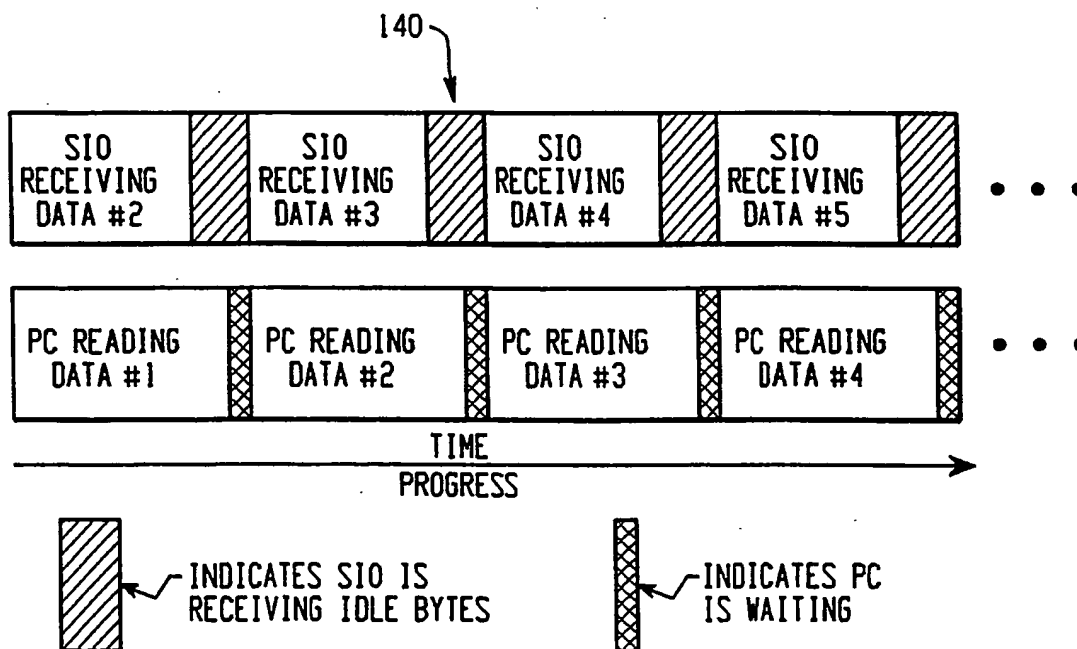 140
SIO
RECEIVING
DATA #2
SIO
RECEIVING
DATA #3
SIO
RECEIVING
DATA #4
SIO
RECEIVING
DATA #5
PC READING
DATA #1
PC READING
DATA #2
PC READING
DATA #3
PC READING
DATA #4
TIME
PROGRESS
INDICATES SIO IS
RECEIVING IDLE BYTES
INDICATES PC
IS WAITING